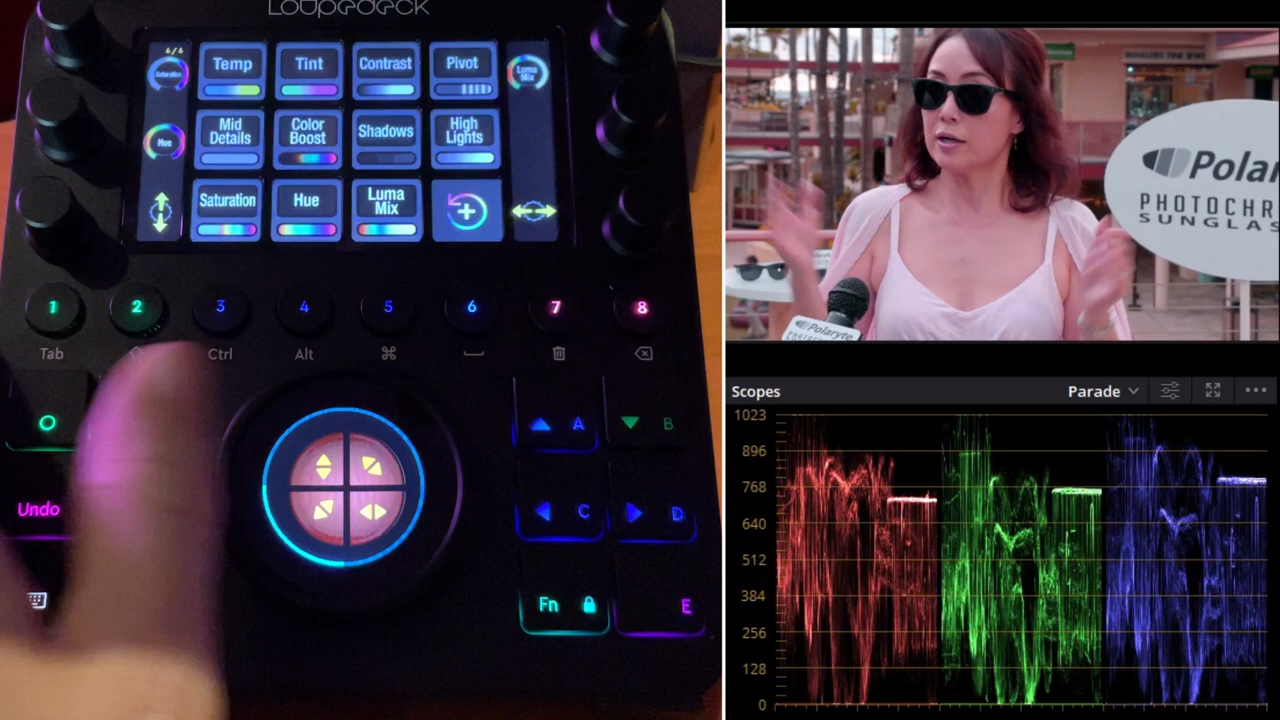 Loupedeck
6/6
Saturation
Temp
Tint
Contrast
Pivot
Luma
Mix
Hue
Mid
Details
Color
Boost
Shadows
High
Lights
Saturation
Hue
Luma
Mix
1
2
3
4
5
6
7
8
Tab
Ctrl
Alt
⌘
A
B
Undo
C
D
Fn
E
Polar
PHOTOCHR
SUNGLAS
Polaryte
Scopes
Parade
1023
896
768
640
512
384
256
128
0